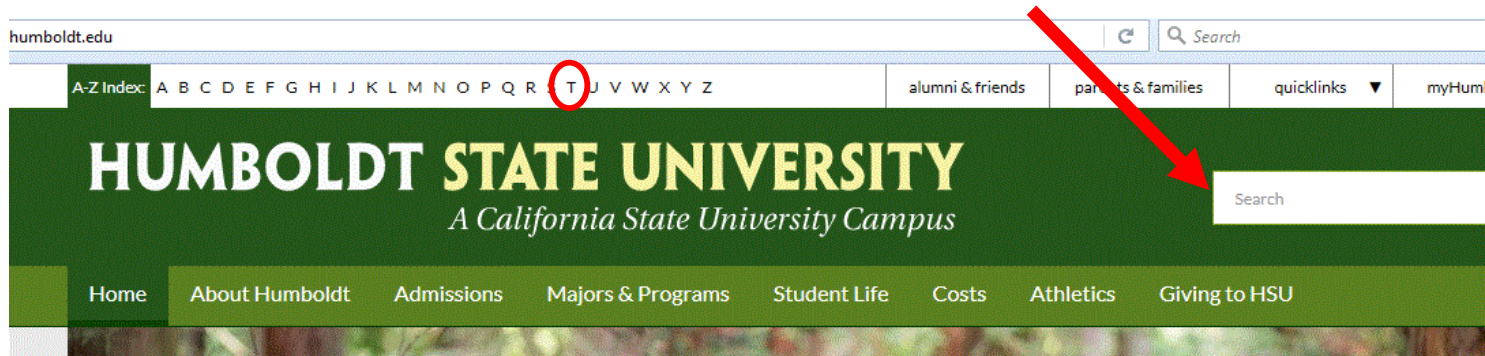 humboldt.edu Search
A-Z Index: A B C D E F G H I J K L M N O P Q R S T U V W X Y Z alumni & friends parents & families quicklinks ▼
HUMBOLDT STATE UNIVERSITY
Search
A California State University Campus
Home About Humboldt Admissions Majors & Programs Student Life Costs Athletics Giving to HSU